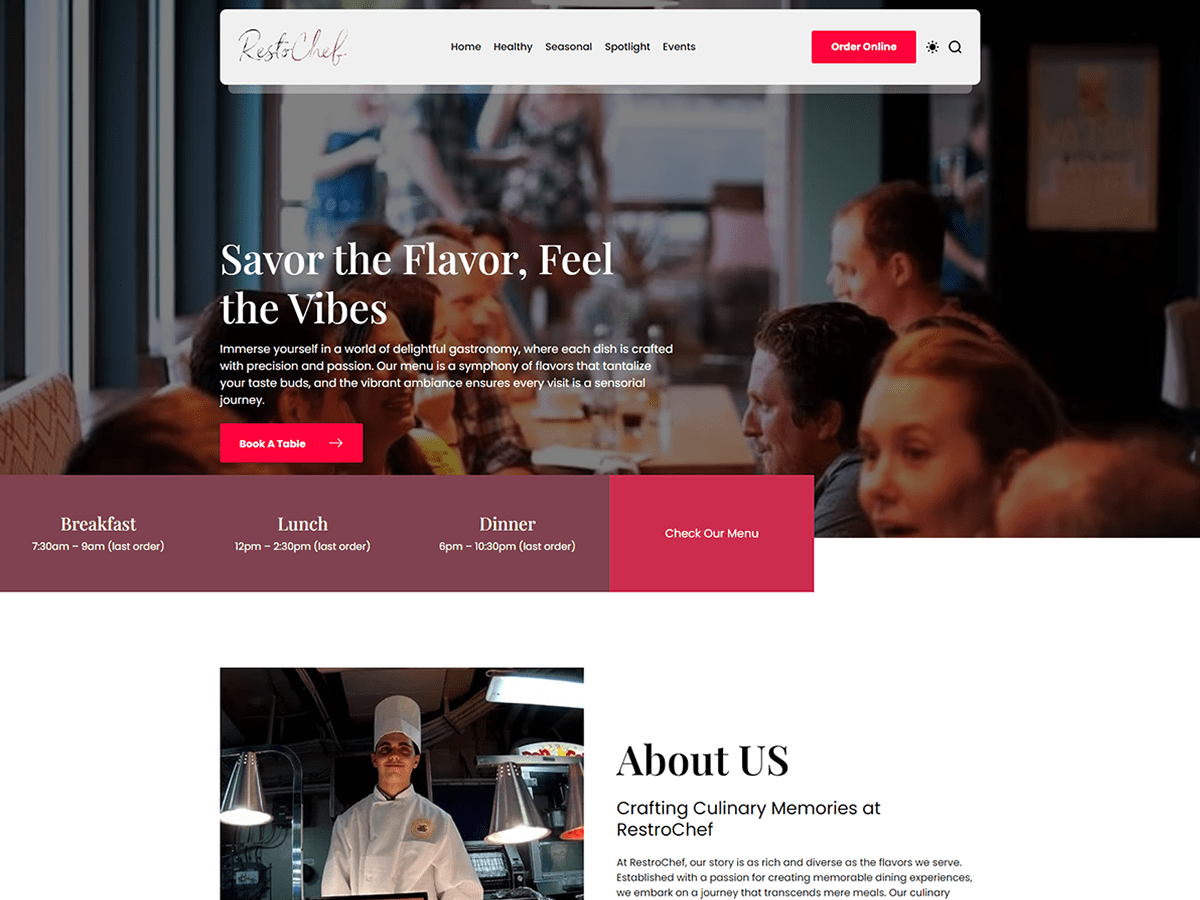 RestoChef
Home Healthy Seasonal Spotlight Events
Order Online
Savor the Flavor, Feel
the Vibes
Immerse yourself in a world of delightful gastronomy, where each dish is crafted
with precision and passion. Our menu is a symphony of flavors that tantalize
your taste buds, and the vibrant ambiance ensures every visit is a sensorial
journey.
Book A Table
Breakfast
7:30am – 9am (last order)
Lunch
12pm – 2:30pm (last order)
Dinner
6pm – 10:30pm (last order)
Check Our Menu
About US
Crafting Culinary Memories at
RestroChef
At RestroChef, our story is as rich and diverse as the flavors we serve.
Established with a passion for creating memorable dining experiences,
we embark on a journey that transcends mere meals. Our culinary